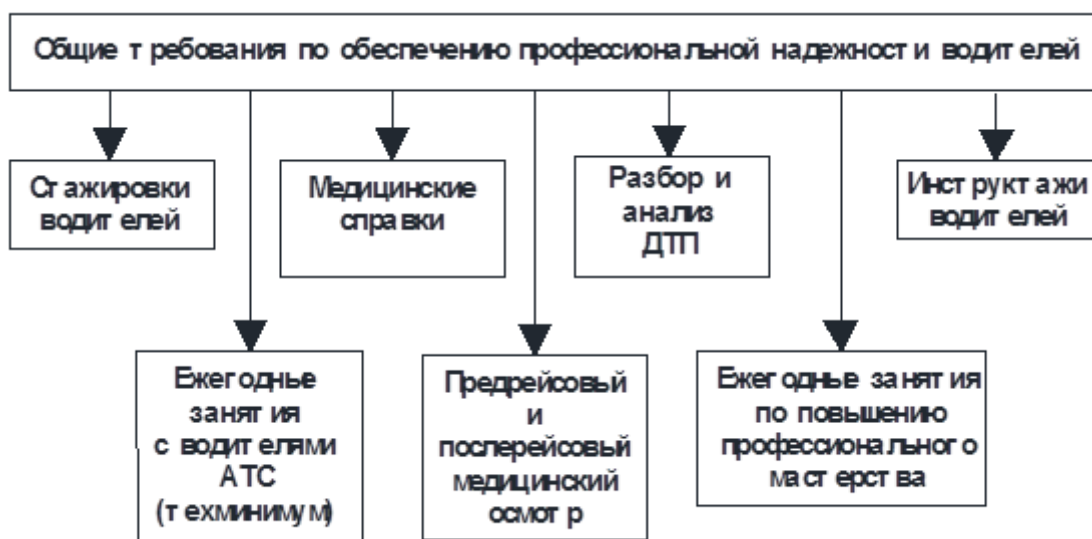 Общие требования по обеспечению профессиональной надежности водителей
Стажировки
водителей
Медицинские
справки
Разбор и
анализ
ДТП
Инструктажи
водителей
Ежегодные
занятия
с водителями
АТС
(техминимум)
Предрейсовый
и
послерейсовый
медицинский
осмотр
Ежегодные занятия
по повышению
профессионального
мастерства